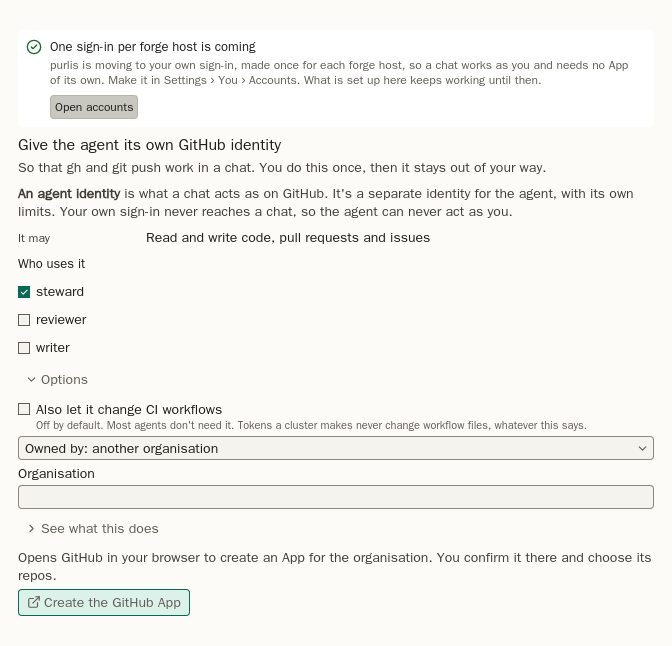 One sign-in per forge host is coming
purlis is moving to your own sign-in, made once for each forge host, so a chat works as you and needs no App
of its own. Make it in Settings › You › Accounts. What is set up here keeps working until then.
Open accounts
Give the agent its own GitHub identity
So that gh and git push work in a chat. You do this once, then it stays out of your way.
An agent identity is what a chat acts as on GitHub. It's a separate identity for the agent, with its own
limits. Your own sign-in never reaches a chat, so the agent can never act as you.
It may Read and write code, pull requests and issues
Who uses it
steward
reviewer
writer
Options
Also let it change CI workflows
Off by default. Most agents don't need it. Tokens a cluster makes never change workflow files, whatever this says.
Owned by: another organisation
Organisation
See what this does
Opens GitHub in your browser to create an App for the organisation. You confirm it there and choose its
repos.
Create the GitHub App